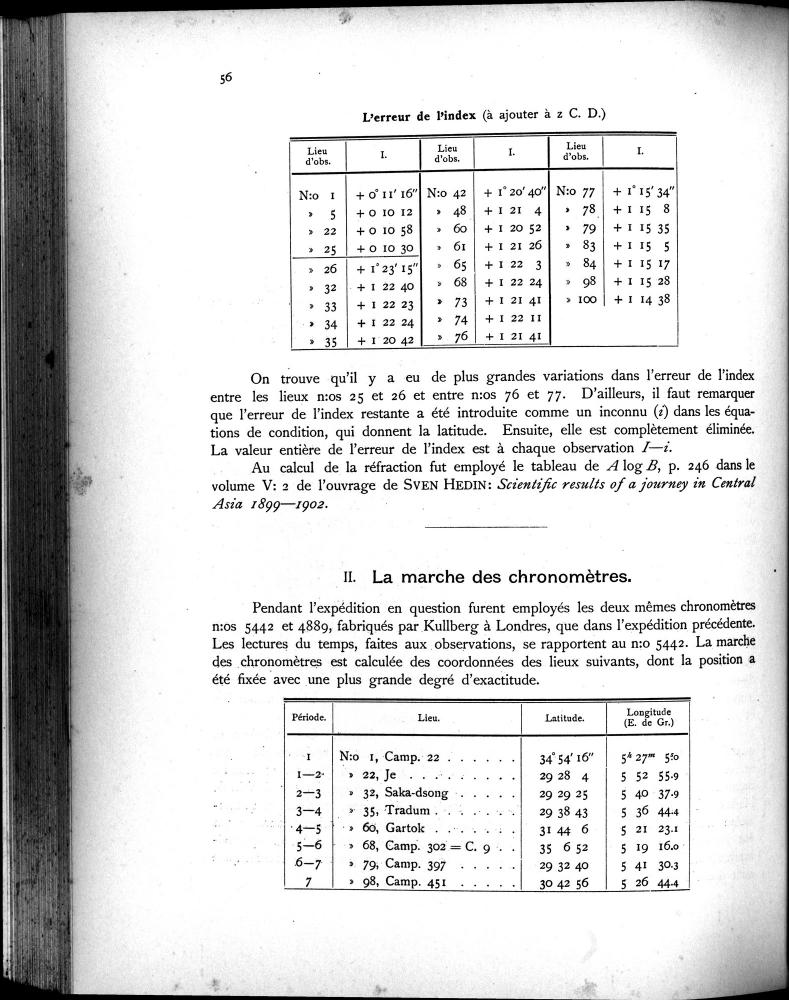 56
L'erreur de l'index (à ajouter à z C. D.)
Lieu d'obs. I. Lieu d'obs. I. Lieu d'obs. I.
N:o 1 + 0° 11′ 16″ N:o 42 + 1° 20′ 40″ N:o 77 + 1° 15′ 34″
» 5 + 0 10 12 » 48 + 1 21 4 » 78 + 1 15 8
» 22 + 0 10 58 » 60 + 1 20 52 » 79 + 1 15 35
» 25 + 0 10 30 » 61 + 1 21 26 » 83 + 1 15 5
» 26 + 1° 23′ 15″ » 65 + 1 22 3 » 84 + 1 15 17
» 32 + 1 22 40 » 68 + 1 22 24 » 98 + 1 15 28
» 33 + 1 22 23 » 73 + 1 21 41 » 100 + 1 14 38
» 34 + 1 22 24 » 74 + 1 22 11
» 35 + 1 20 42 » 76 + 1 21 41
On trouve qu'il y a eu de plus grandes variations dans l'erreur de l'index
entre les lieux n:os 25 et 26 et entre n:os 76 et 77. D'ailleurs, il faut remarquer
que l'erreur de l'index restante a été introduite comme un inconnu (i) dans les équa-
tions de condition, qui donnent la latitude. Ensuite, elle est complètement éliminée.
La valeur entière de l'erreur de l'index est à chaque observation I—i.
Au calcul de la réfraction fut employé le tableau de A log B, p. 246 dans le
volume V: 2 de l'ouvrage de SVEN HEDIN: Scientific results of a journey in Central
Asia 1899—1902.
II. La marche des chronomètres.
Pendant l'expédition en question furent employés les deux mêmes chronomètres
n:os 5442 et 4889, fabriqués par Kullberg à Londres, que dans l'expédition précédente.
Les lectures du temps, faites aux observations, se rapportent au n:o 5442. La marche
des chronomètres est calculée des coordonnées des lieux suivants, dont la position a
été fixée avec une plus grande degré d'exactitude.
Période. Lieu. Latitude. Longitude (E. de Gr.)
1 N:o 1, Camp. 22 . . . . . . 34° 54′ 16″ 5h 27m 5s.0
1—2 » 22, Je . . . . . . . . . 29 28 4 5 52 55.9
2—3 » 32, Saka-dsong . . . . . 29 29 25 5 40 37.9
3—4 » 35, Tradum . . . . . . . 29 38 43 5 36 44.4
4—5 » 60, Gartok . . . . . . . 31 44 6 5 21 23.1
5—6 » 68, Camp. 302 = C. 9 . . 35 6 52 5 19 16.0
6—7 » 79, Camp. 397 . . . . . 29 32 40 5 41 30.3
7 » 98, Camp. 451 . . . . . 30 42 56 5 26 44.4